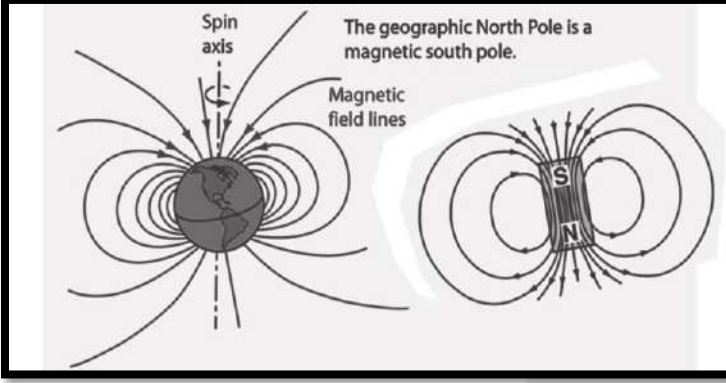 Spin
axis
The geographic North Pole is a
magnetic south pole.
Magnetic
field lines
S
N